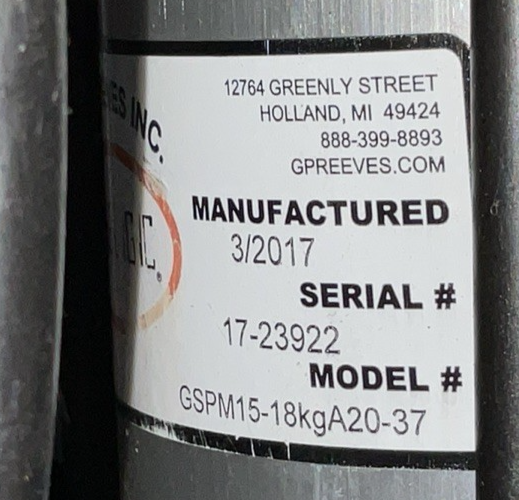 INC.
12764 GREENLY STREET
HOLLAND, MI 49424
888-399-8893
GPREEVES.COM
MANUFACTURED
3/2017
SERIAL #
17-23922
MODEL #
GSPM15-18kgA20-37